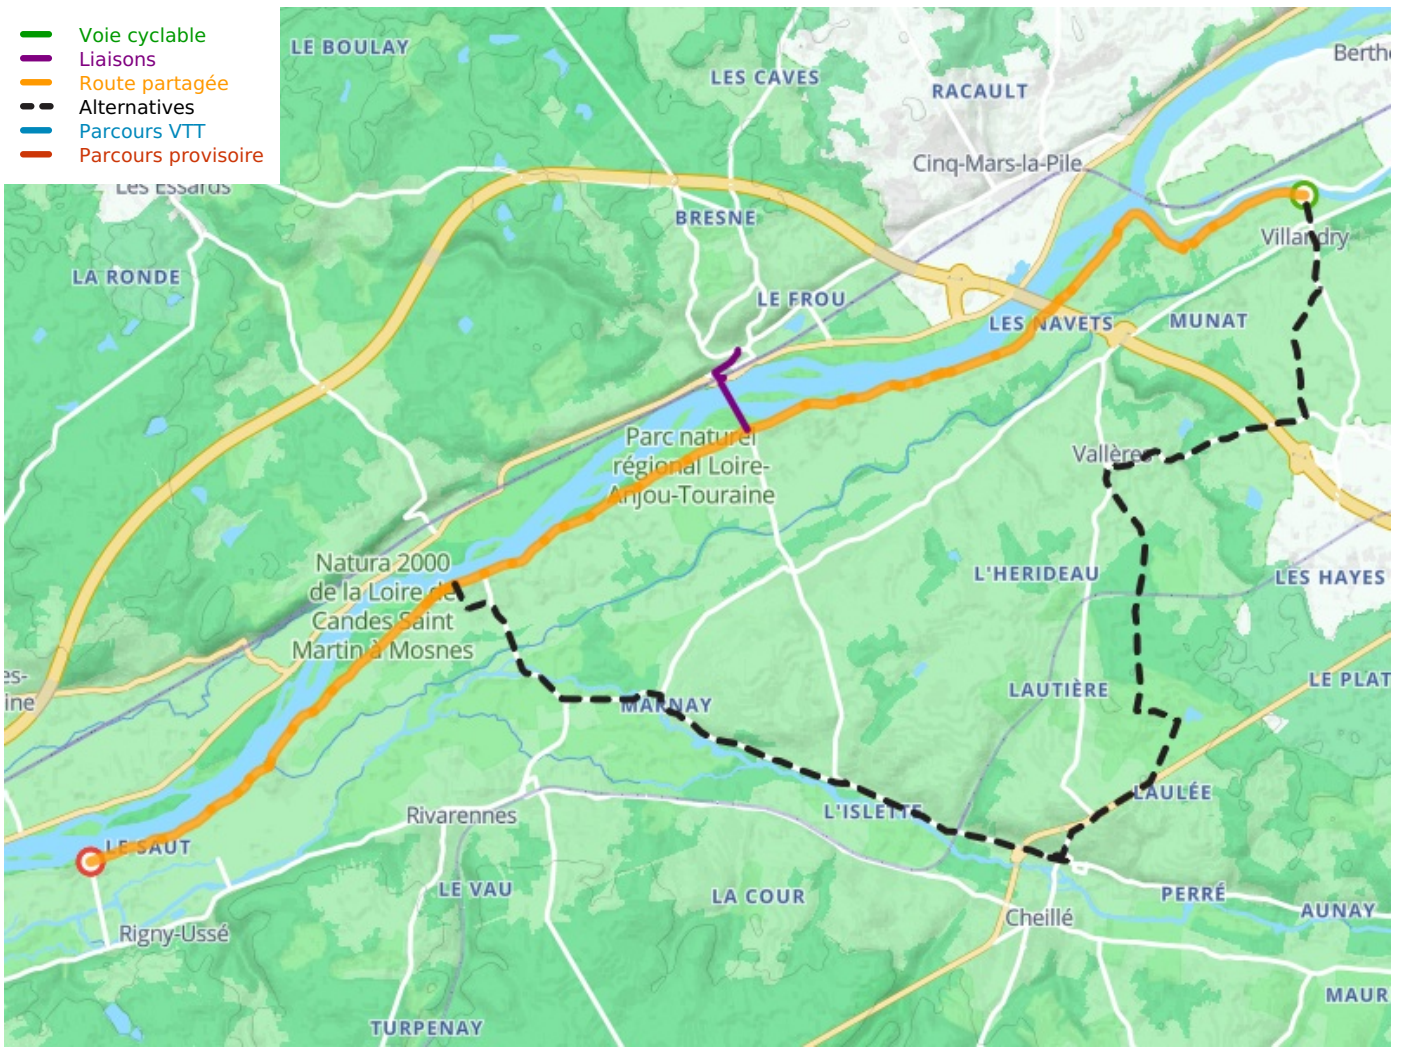 Voie cyclable
Liaisons
Route partagée
Alternatives
Parcours VTT
Parcours provisoire
LE BOULAY
LES CAVES
RACAULT
Cinq-Mars-la-Pile
Les Essards
BRESNE
Villandry
LA RONDE
LE FROU
LES NAVETS
MUNAT
Parc naturel
régional Loire-
Anjou-Touraine
Vallères
Natura 2000
de la Loire de
Candes Saint
Martin à Mosnes
L'HERIDEAU
LES HAYES
LAUTIÈRE
LE PLAT
MARNAY
LAULÉE
L'ISLETTE
Rivarennes
LE SAUT
LE VAU
LA COUR
PERRÉ
AUNAY
Cheillé
Rigny-Ussé
MAUR
TURPENAY